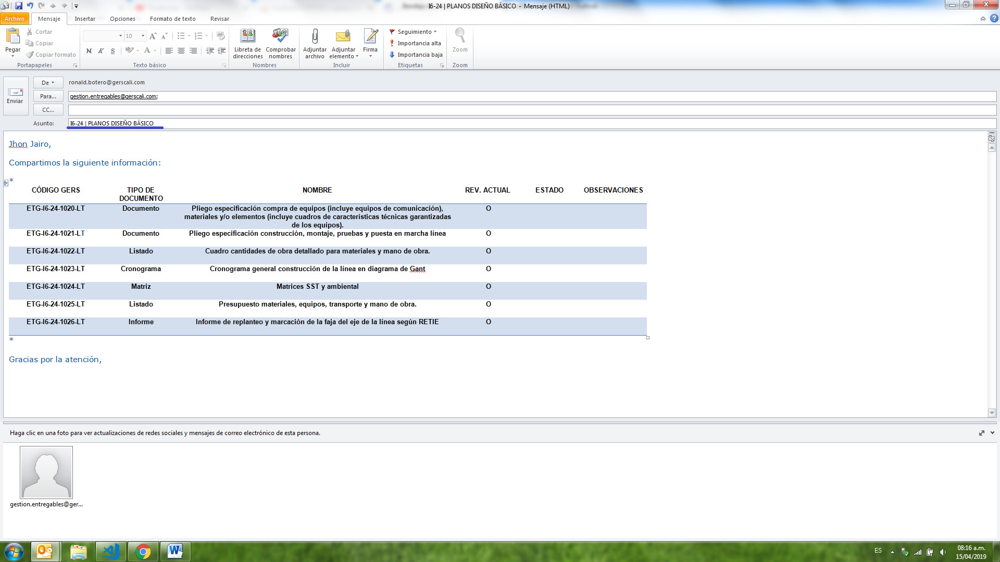 I6-24 | PLANOS DISEÑO BÁSICO - Mensaje (HTML)
Archivo Mensaje Insertar Opciones Formato de texto Revisar
Pegar
Cortar
Copiar
Copiar formato
Portapapeles
10
N K S
Texto básico
Libreta de direcciones
Comprobar nombres
Nombres
Adjuntar archivo
Adjuntar elemento
Firma
Incluir
Seguimiento
Importancia alta
Importancia baja
Etiquetas
Zoom
Zoom
Enviar
De
ronald.botero@gerscali.com
Para...
gestion.entregables@gerscali.com;
CC...
Asunto:
I6-24 | PLANOS DISEÑO BÁSICO
Jhon Jairo,
Compartimos la siguiente información:
*
CÓDIGO GERS TIPO DE DOCUMENTO NOMBRE REV. ACTUAL ESTADO OBSERVACIONES
ETG-I6-24-1020-LT Documento Pliego especificación compra de equipos (incluye equipos de comunicación), O
materiales y/o elementos (incluye cuadros de características técnicas garantizadas
de los equipos).
ETG-I6-24-1021-LT Documento Pliego especificación construcción, montaje, pruebas y puesta en marcha línea O
ETG-I6-24-1022-LT Listado Cuadro cantidades de obra detallado para materiales y mano de obra. O
ETG-I6-24-1023-LT Cronograma Cronograma general construcción de la línea en diagrama de Gant O
ETG-I6-24-1024-LT Matriz Matrices SST y ambiental O
ETG-I6-24-1025-LT Listado Presupuesto materiales, equipos, transporte y mano de obra. O
ETG-I6-24-1026-LT Informe Informe de replanteo y marcación de la faja del eje de la línea según RETIE O
*
Gracias por la atención,
Haga clic en una foto para ver actualizaciones de redes sociales y mensajes de correo electrónico de esta persona.
gestion.entregables@ger...
ES
08:16 a.m.
15/04/2019